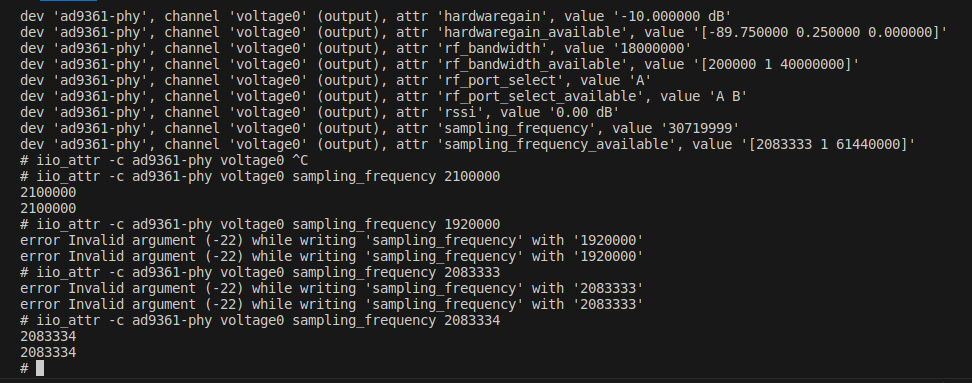 dev 'ad9361-phy', channel 'voltage0' (output), attr 'hardwaregain', value '-10.000000 dB'
dev 'ad9361-phy', channel 'voltage0' (output), attr 'hardwaregain_available', value '[-89.750000 0.250000 0.000000]'
dev 'ad9361-phy', channel 'voltage0' (output), attr 'rf_bandwidth', value '18000000'
dev 'ad9361-phy', channel 'voltage0' (output), attr 'rf_bandwidth_available', value '[200000 1 40000000]'
dev 'ad9361-phy', channel 'voltage0' (output), attr 'rf_port_select', value 'A'
dev 'ad9361-phy', channel 'voltage0' (output), attr 'rf_port_select_available', value 'A B'
dev 'ad9361-phy', channel 'voltage0' (output), attr 'rssi', value '0.00 dB'
dev 'ad9361-phy', channel 'voltage0' (output), attr 'sampling_frequency', value '30719999'
dev 'ad9361-phy', channel 'voltage0' (output), attr 'sampling_frequency_available', value '[2083333 1 61440000]'
# iio_attr -c ad9361-phy voltage0 ^C
# iio_attr -c ad9361-phy voltage0 sampling_frequency 2100000
2100000
2100000
# iio_attr -c ad9361-phy voltage0 sampling_frequency 1920000
error Invalid argument (-22) while writing 'sampling_frequency' with '1920000'
error Invalid argument (-22) while writing 'sampling_frequency' with '1920000'
# iio_attr -c ad9361-phy voltage0 sampling_frequency 2083333
error Invalid argument (-22) while writing 'sampling_frequency' with '2083333'
error Invalid argument (-22) while writing 'sampling_frequency' with '2083333'
# iio_attr -c ad9361-phy voltage0 sampling_frequency 2083334
2083334
2083334
#